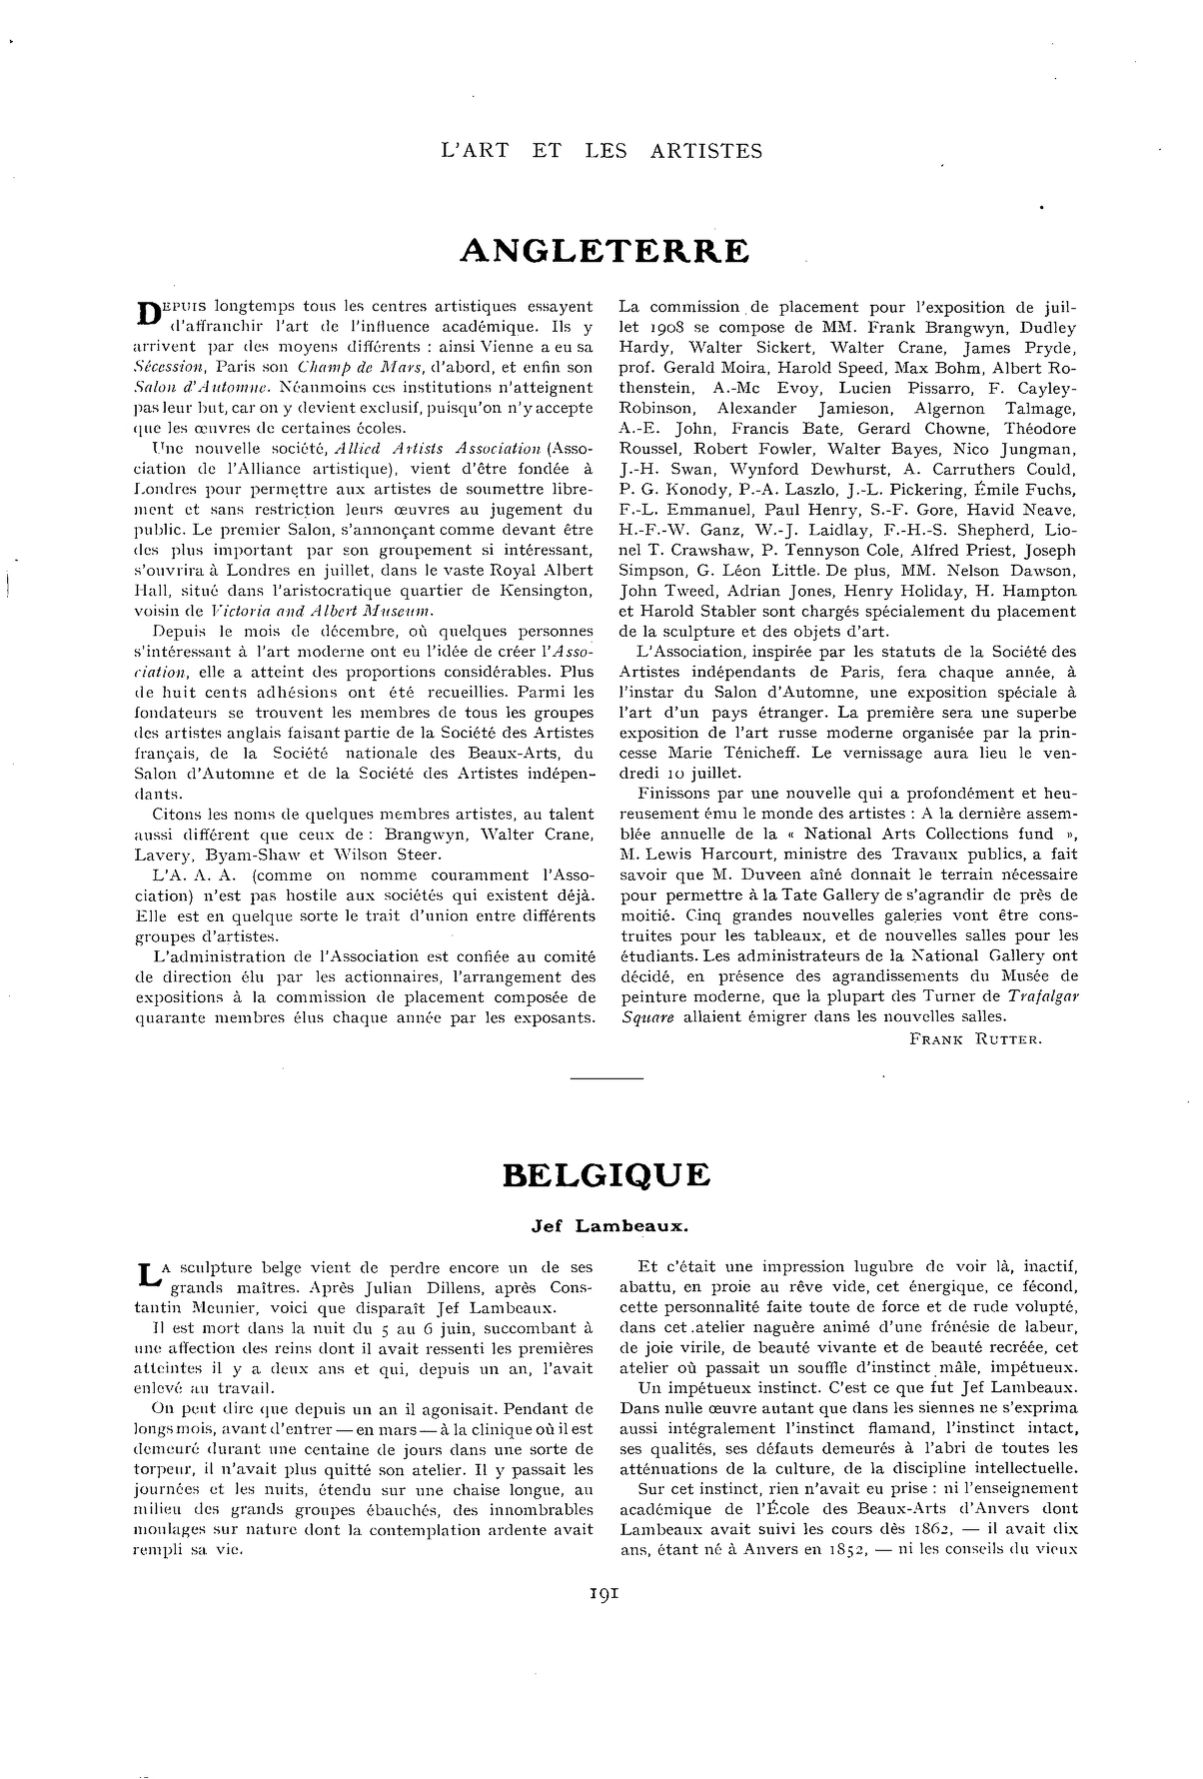 L'ART ET LES ARTISTES
ANGLETERRE
DEPUIS longtemps tous les centres artistiques essayent
d'affranchir l'art de l'influence académique. Ils y
arrivent par des moyens différents : ainsi Vienne a eu sa
Sécession, Paris son Champ de Mars, d'abord, et enfin son
Salon d'Automne. Néanmoins ces institutions n'atteignent
pas leur but, car on y devient exclusif, puisqu'on n'y accepte
que les œuvres de certaines écoles.
Une nouvelle société, Allied Artists Association (Asso-
ciation de l'Alliance artistique), vient d'être fondée à
Londres pour permettre aux artistes de soumettre libre-
ment et sans restriction leurs œuvres au jugement du
public. Le premier Salon, s'annonçant comme devant être
des plus important par son groupement si intéressant,
s'ouvrira à Londres en juillet, dans le vaste Royal Albert
Hall, situé dans l'aristocratique quartier de Kensington,
voisin de Victoria and Albert Museum.
Depuis le mois de décembre, où quelques personnes
s'intéressant à l'art moderne ont eu l'idée de créer l'Asso-
ciation, elle a atteint des proportions considérables. Plus
de huit cents adhésions ont été recueillies. Parmi les
fondateurs se trouvent les membres de tous les groupes
des artistes anglais faisant partie de la Société des Artistes
français, de la Société nationale des Beaux-Arts, du
Salon d'Automne et de la Société des Artistes indépen-
dants.
Citons les noms de quelques membres artistes, au talent
aussi différent que ceux de : Brangwyn, Walter Crane,
Lavery, Byam-Shaw et Wilson Steer.
L'A. A. A. (comme on nomme couramment l'Asso-
ciation) n'est pas hostile aux sociétés qui existent déjà.
Elle est en quelque sorte le trait d'union entre différents
groupes d'artistes.
L'administration de l'Association est confiée au comité
de direction élu par les actionnaires, l'arrangement des
expositions à la commission de placement composée de
quarante membres élus chaque année par les exposants.
La commission de placement pour l'exposition de juil-
let 1908 se compose de MM. Frank Brangwyn, Dudley
Hardy, Walter Sickert, Walter Crane, James Pryde,
prof. Gerald Moira, Harold Speed, Max Bohm, Albert Ro-
thenstein, A.-Mc Evoy, Lucien Pissarro, F. Cayley-
Robinson, Alexander Jamieson, Algernon Talmage,
A.-E. John, Francis Bate, Gerard Chowne, Théodore
Roussel, Robert Fowler, Walter Bayes, Nico Jungman,
J.-H. Swan, Wynford Dewhurst, A. Carruthers Could,
P. G. Konody, P.-A. Laszlo, J.-L. Pickering, Émile Fuchs,
F.-L. Emmanuel, Paul Henry, S.-F. Gore, Havid Neave,
H.-F.-W. Ganz, W.-J. Laidlay, F.-H.-S. Shepherd, Lio-
nel T. Crawshaw, P. Tennyson Cole, Alfred Priest, Joseph
Simpson, G. Léon Little. De plus, MM. Nelson Dawson,
John Tweed, Adrian Jones, Henry Holiday, H. Hampton
et Harold Stabler sont chargés spécialement du placement
de la sculpture et des objets d'art.
L'Association, inspirée par les statuts de la Société des
Artistes indépendants de Paris, fera chaque année, à
l'instar du Salon d'Automne, une exposition spéciale à
l'art d'un pays étranger. La première sera une superbe
exposition de l'art russe moderne organisée par la prin-
cesse Marie Ténicheff. Le vernissage aura lieu le ven-
dredi 10 juillet.
Finissons par une nouvelle qui a profondément et heu-
reusement ému le monde des artistes : A la dernière assem-
blée annuelle de la « National Arts Collections fund »,
M. Lewis Harcourt, ministre des Travaux publics, a fait
savoir que M. Duveen aîné donnait le terrain nécessaire
pour permettre à la Tate Gallery de s'agrandir de près de
moitié. Cinq grandes nouvelles galeries vont être cons-
truites pour les tableaux, et de nouvelles salles pour les
étudiants. Les administrateurs de la National Gallery ont
décidé, en présence des agrandissements du Musée de
peinture moderne, que la plupart des Turner de Trafalgar
Square allaient émigrer dans les nouvelles salles.
FRANK RUTTER.
BELGIQUE
Jef Lambeaux.
LA sculpture belge vient de perdre encore un de ses
grands maîtres. Après Julian Dillens, après Cons-
tantin Meunier, voici que disparaît Jef Lambeaux.
Il est mort dans la nuit du 5 au 6 juin, succombant à
une affection des reins dont il avait ressenti les premières
atteintes il y a deux ans et qui, depuis un an, l'avait
enlevé au travail.
On peut dire que depuis un an il agonisait. Pendant de
longs mois, avant d'entrer — en mars — à la clinique où il est
demeuré durant une centaine de jours dans une sorte de
torpeur, il n'avait plus quitté son atelier. Il y passait les
journées et les nuits, étendu sur une chaise longue, au
milieu des grands groupes ébauchés, des innombrables
moulages sur nature dont la contemplation ardente avait
rempli sa vie.
Et c'était une impression lugubre de voir là, inactif,
abattu, en proie au rêve vide, cet énergique, ce fécond,
cette personnalité faite toute de force et de rude volupté,
dans cet atelier naguère animé d'une frénésie de labeur,
de joie virile, de beauté vivante et de beauté recréée, cet
atelier où passait un souffle d'instinct mâle, impétueux.
Un impétueux instinct. C'est ce que fut Jef Lambeaux.
Dans nulle œuvre autant que dans les siennes ne s'exprima
aussi intégralement l'instinct flamand, l'instinct intact,
ses qualités, ses défauts demeurés à l'abri de toutes les
atténuations de la culture, de la discipline intellectuelle.
Sur cet instinct, rien n'avait eu prise : ni l'enseignement
académique de l'École des Beaux-Arts d'Anvers dont
Lambeaux avait suivi les cours dès 1862, — il avait dix
ans, étant né à Anvers en 1852, — ni les conseils du vieux
191